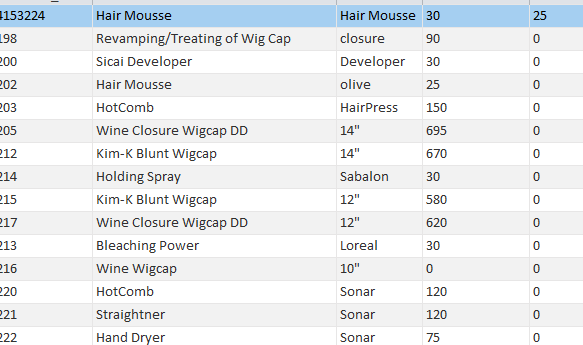 4153224 Hair Mousse Hair Mousse 30 25
198 Revamping/Treating of Wig Cap closure 90 0
200 Sicai Developer Developer 30 0
202 Hair Mousse olive 25 0
203 HotComb HairPress 150 0
205 Wine Closure Wigcap DD 14" 695 0
212 Kim-K Blunt Wigcap 14" 670 0
214 Holding Spray Sabalon 30 0
215 Kim-K Blunt Wigcap 12" 580 0
217 Wine Closure Wigcap DD 12" 620 0
213 Bleaching Power Loreal 30 0
216 Wine Wigcap 10" 0 0
220 HotComb Sonar 120 0
221 Straightner Sonar 120 0
222 Hand Dryer Sonar 75 0